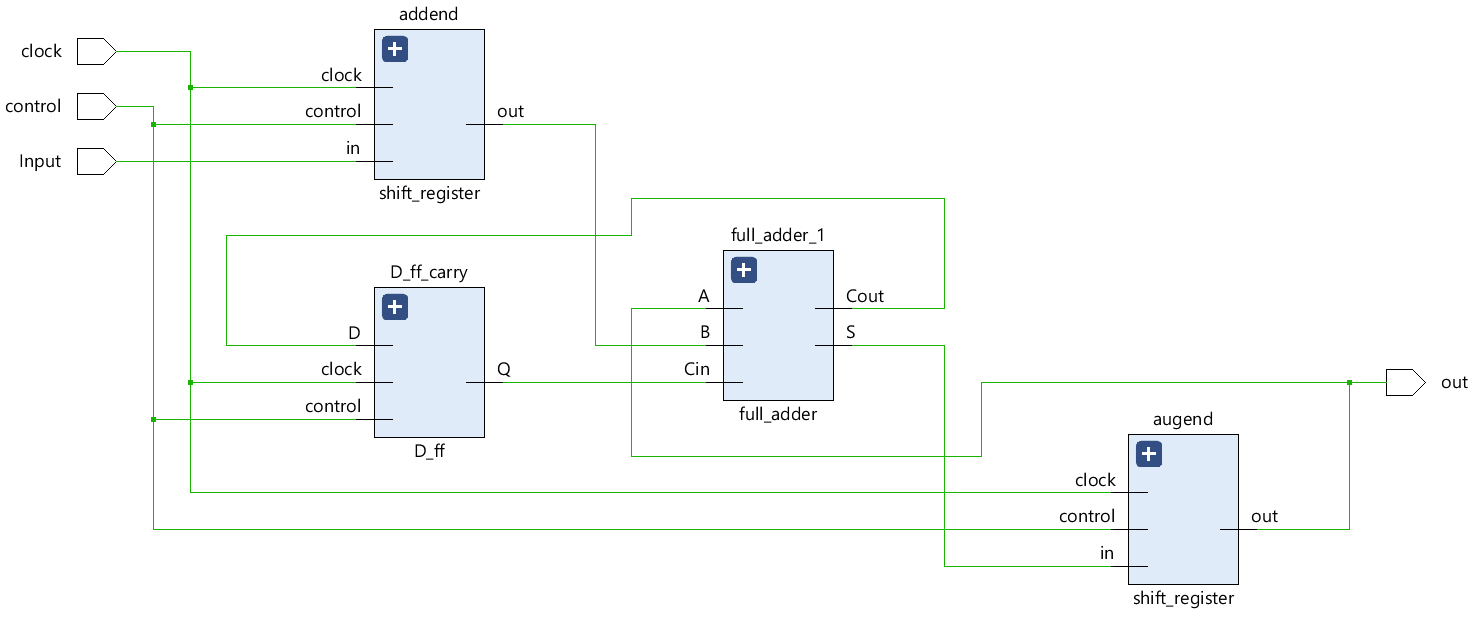 addend
clock
clock
control
control
out
in
Input
shift_register
full_adder_1
D_ff_carry
A
Cout
D
B
S
clock
Q
Cin
out
control
full_adder
augend
D_ff
clock
control
out
in
shift_register